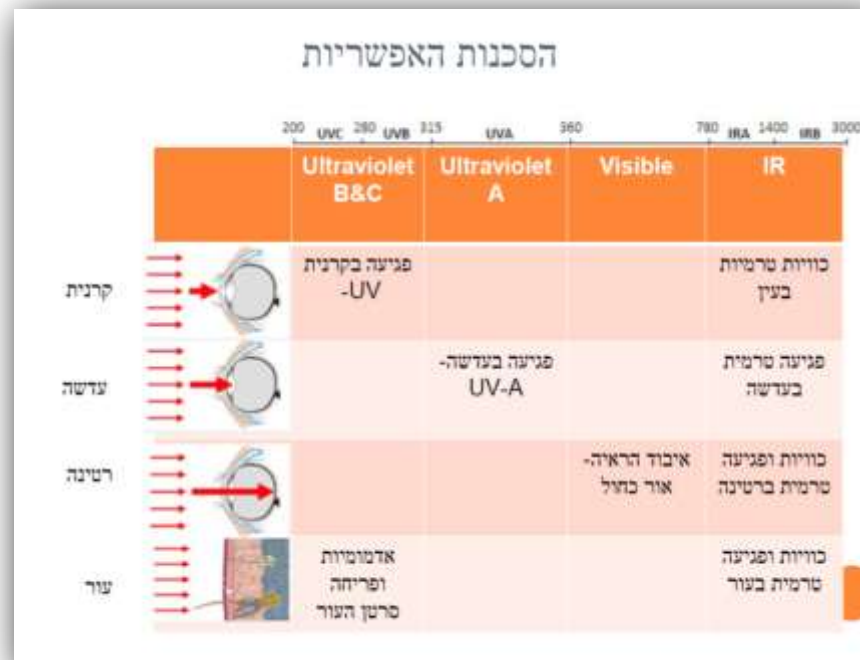 הסכנות האפשריות
200 UVC 280 UVB 315 UVA 360 780 IRA 1400 IRB 3000
Ultraviolet B&C
Ultraviolet A
Visible
IR
קרנית
פגיעה בקרנית
-UV
כוויות טרמיות
בעין
עדשה
פגיעה בעדשה-
UV-A
פגיעה טרמית
בעדשה
רטינה
איבוד הראיה-
אור כחול
כוויות ופגיעה
טרמית ברטינה
עור
אדמומיות
ופריחה
סרטן העור
כוויות ופגיעה
טרמית בעור